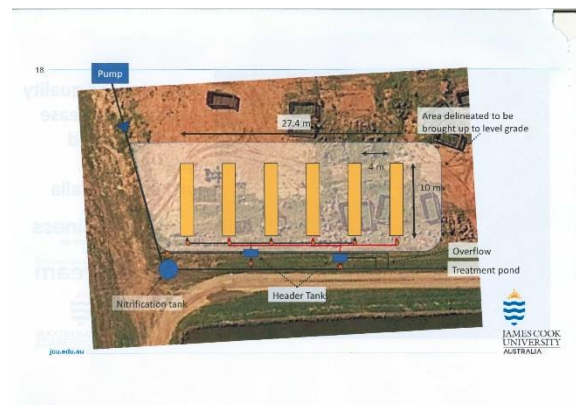 18
Pump
27.4 m
Area delineated to be
brought up to level grade
4 m
10 m
Overflow
Treatment pond
Nitrification tank
Header Tank
jcu.edu.au
JAMES COOK
UNIVERSITY
AUSTRALIA